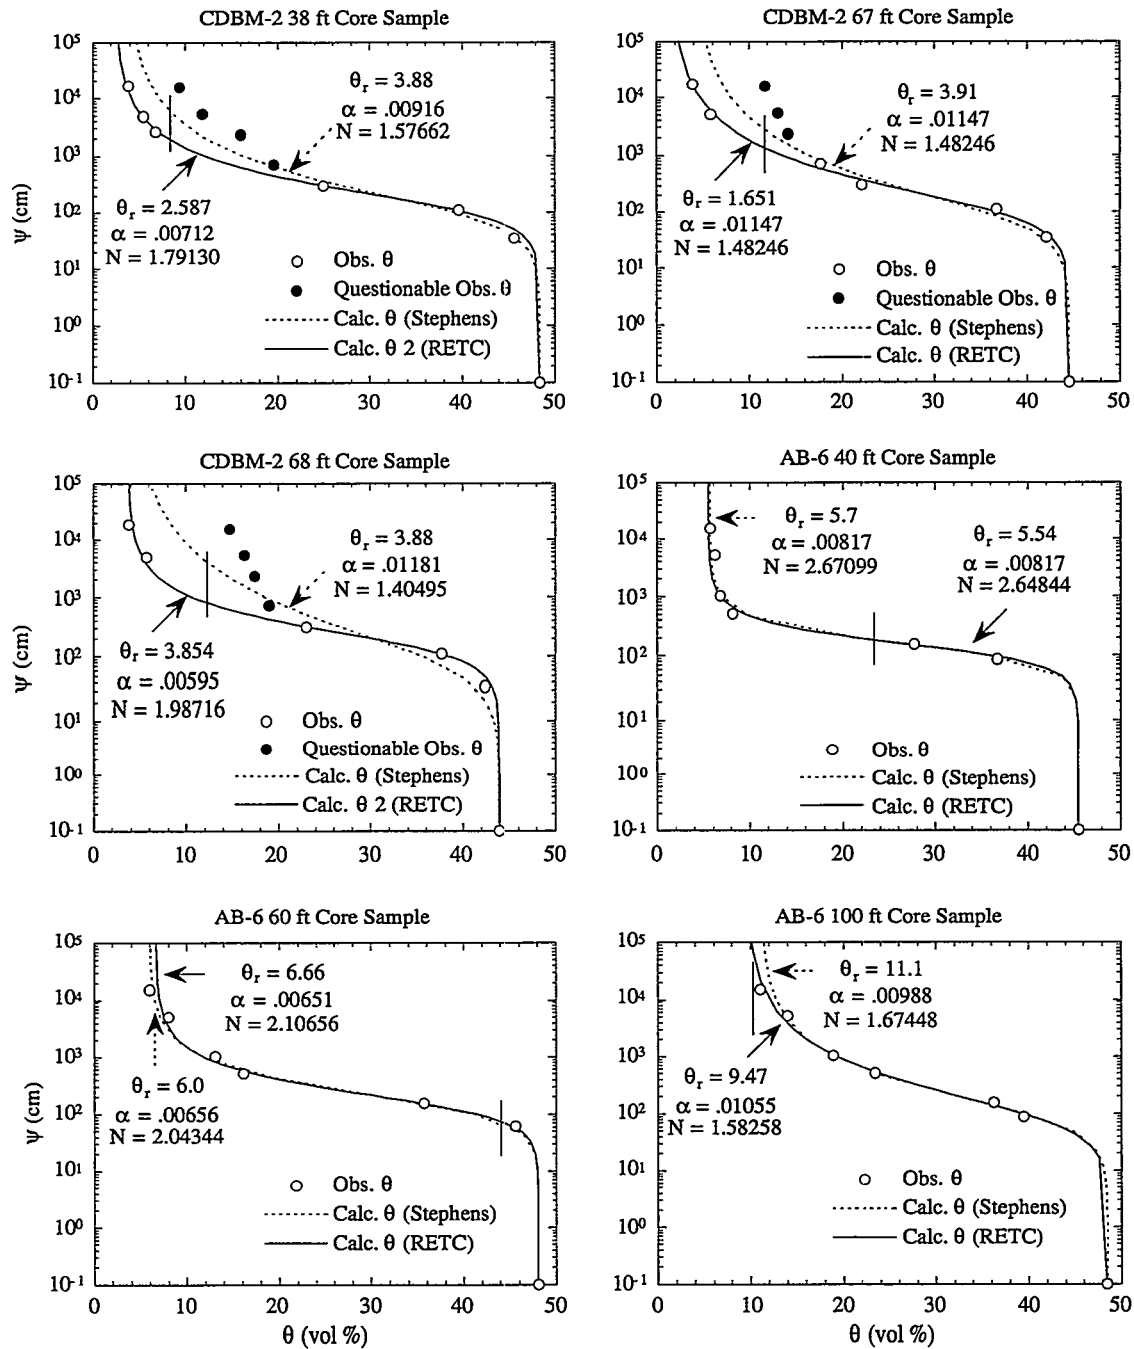 CDBM-2 38 ft Core Sample
10⁵
10⁴
10³
10²
10¹
10⁰
10⁻¹
ψ (cm)
θr = 3.88
α = .00916
N = 1.57662
θr = 2.587
α = .00712
N = 1.79130
Obs. θ
Questionable Obs. θ
Calc. θ (Stephens)
Calc. θ 2 (RETC)
0 10 20 30 40 50
CDBM-2 67 ft Core Sample
10⁵
10⁴
10³
10²
10¹
10⁰
10⁻¹
θr = 3.91
α = .01147
N = 1.48246
θr = 1.651
α = .01147
N = 1.48246
Obs. θ
Questionable Obs. θ
Calc. θ (Stephens)
Calc. θ (RETC)
0 10 20 30 40 50
CDBM-2 68 ft Core Sample
10⁵
10⁴
10³
10²
10¹
10⁰
10⁻¹
ψ (cm)
θr = 3.88
α = .01181
N = 1.40495
θr = 3.854
α = .00595
N = 1.98716
Obs. θ
Questionable Obs. θ
Calc. θ (Stephens)
Calc. θ 2 (RETC)
0 10 20 30 40 50
AB-6 40 ft Core Sample
10⁵
10⁴
10³
10²
10¹
10⁰
10⁻¹
θr = 5.7
α = .00817
N = 2.67099
θr = 5.54
α = .00817
N = 2.64844
Obs. θ
Calc. θ (Stephens)
Calc. θ (RETC)
0 10 20 30 40 50
AB-6 60 ft Core Sample
10⁵
10⁴
10³
10²
10¹
10⁰
10⁻¹
ψ (cm)
θr = 6.66
α = .00651
N = 2.10656
θr = 6.0
α = .00656
N = 2.04344
Obs. θ
Calc. θ (Stephens)
Calc. θ (RETC)
0 10 20 30 40 50
θ (vol %)
AB-6 100 ft Core Sample
10⁵
10⁴
10³
10²
10¹
10⁰
10⁻¹
θr = 11.1
α = .00988
N = 1.67448
θr = 9.47
α = .01055
N = 1.58258
Obs. θ
Calc. θ (Stephens)
Calc. θ (RETC)
0 10 20 30 40 50
θ (vol %)